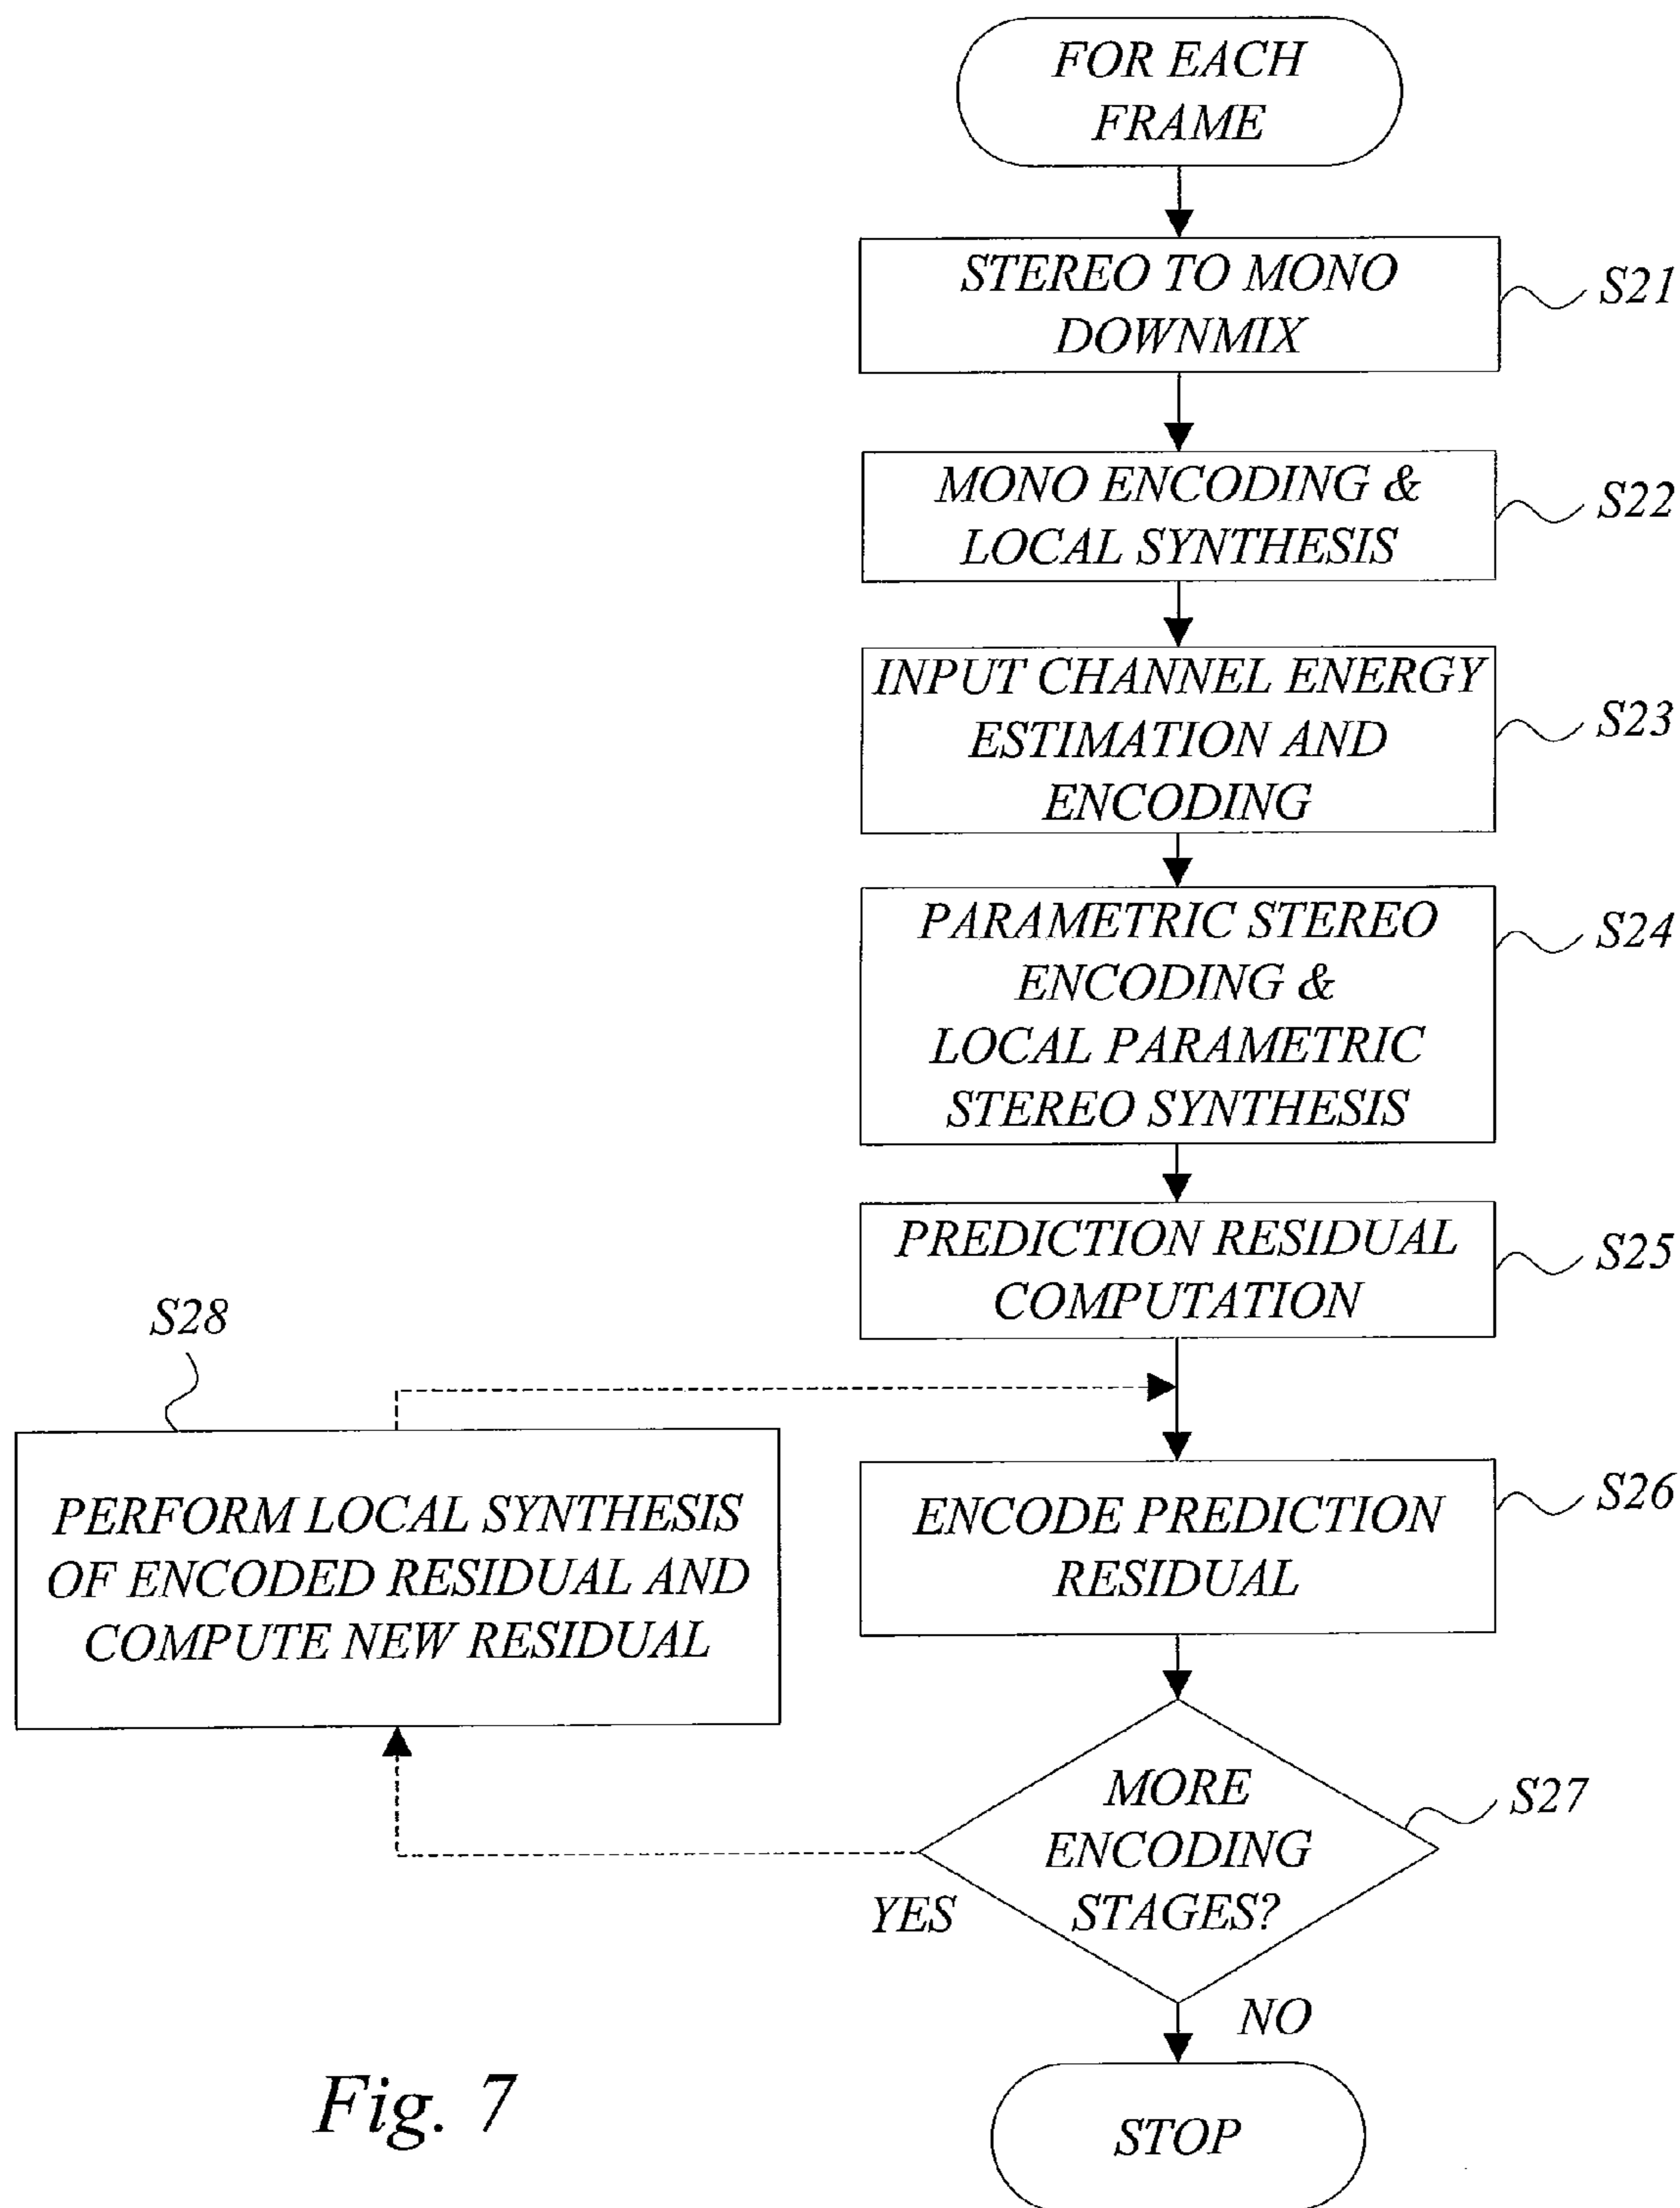 FOR EACH
FRAME
STEREO TO MONO
DOWNMIX
S21
MONO ENCODING &
LOCAL SYNTHESIS
S22
INPUT CHANNEL ENERGY
ESTIMATION AND
ENCODING
S23
PARAMETRIC STEREO
ENCODING &
LOCAL PARAMETRIC
STEREO SYNTHESIS
S24
PREDICTION RESIDUAL
COMPUTATION
S25
S28
PERFORM LOCAL SYNTHESIS
OF ENCODED RESIDUAL AND
COMPUTE NEW RESIDUAL
ENCODE PREDICTION
RESIDUAL
S26
MORE
ENCODING
STAGES?
S27
YES
NO
STOP
Fig. 7